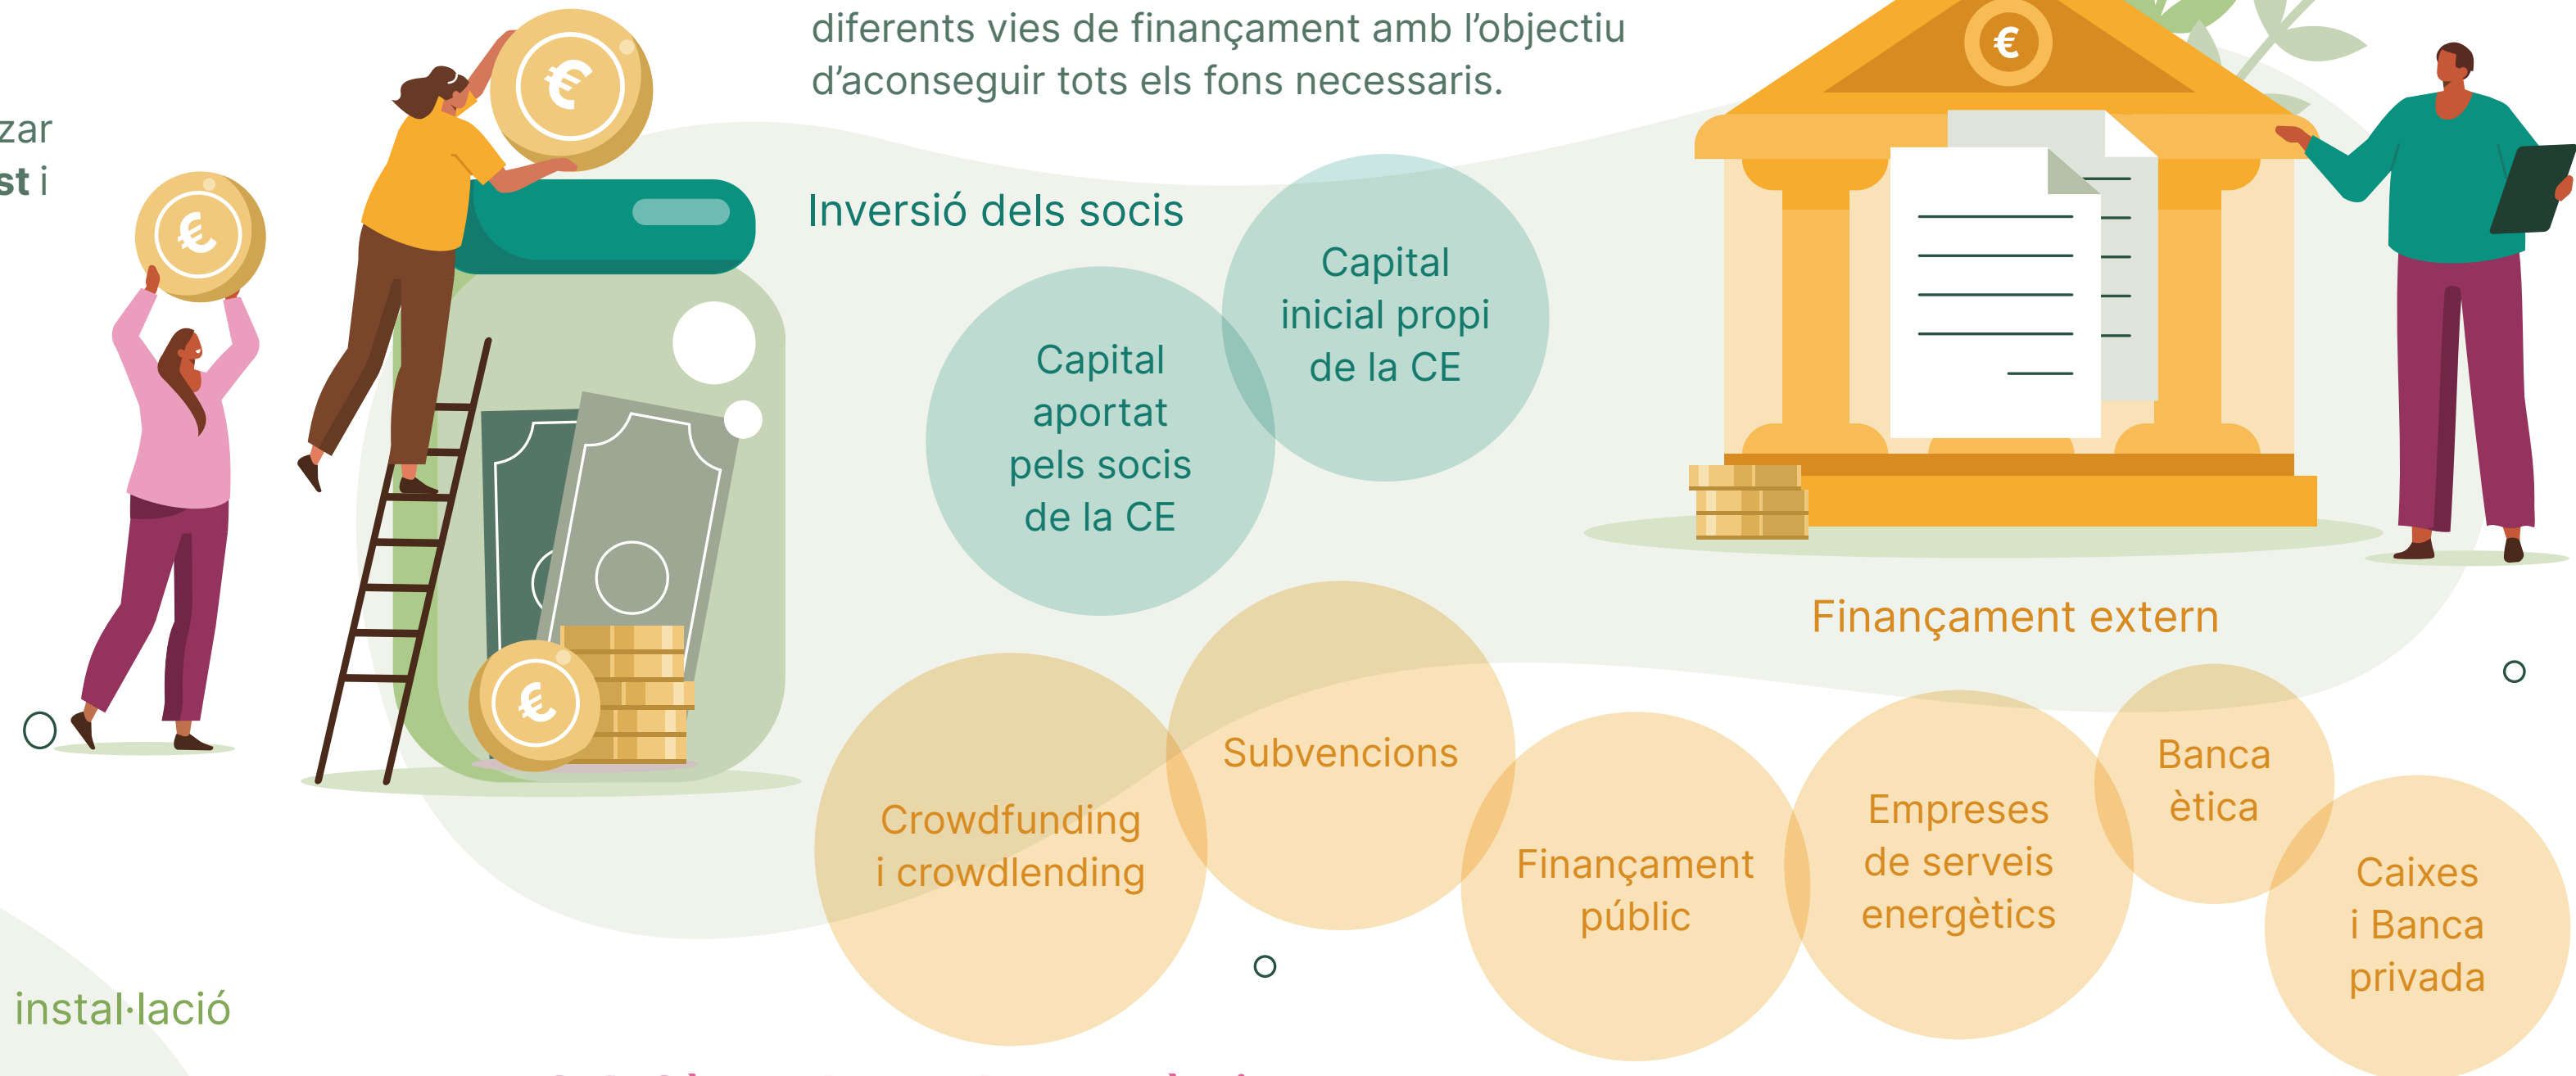 diferents vies de finançament amb l’objectiu
d’aconseguir tots els fons necessaris.
zar
st i
€
€
€
€
Inversió dels socis
Capital
aportat
pels socis
de la CE
Capital
inicial propi
de la CE
Finançament extern
Crowdfunding
i crowdlending
Subvencions
Finançament
públic
Empreses
de serveis
energètics
Banca
ètica
Caixes
i Banca
privada
instal·lació